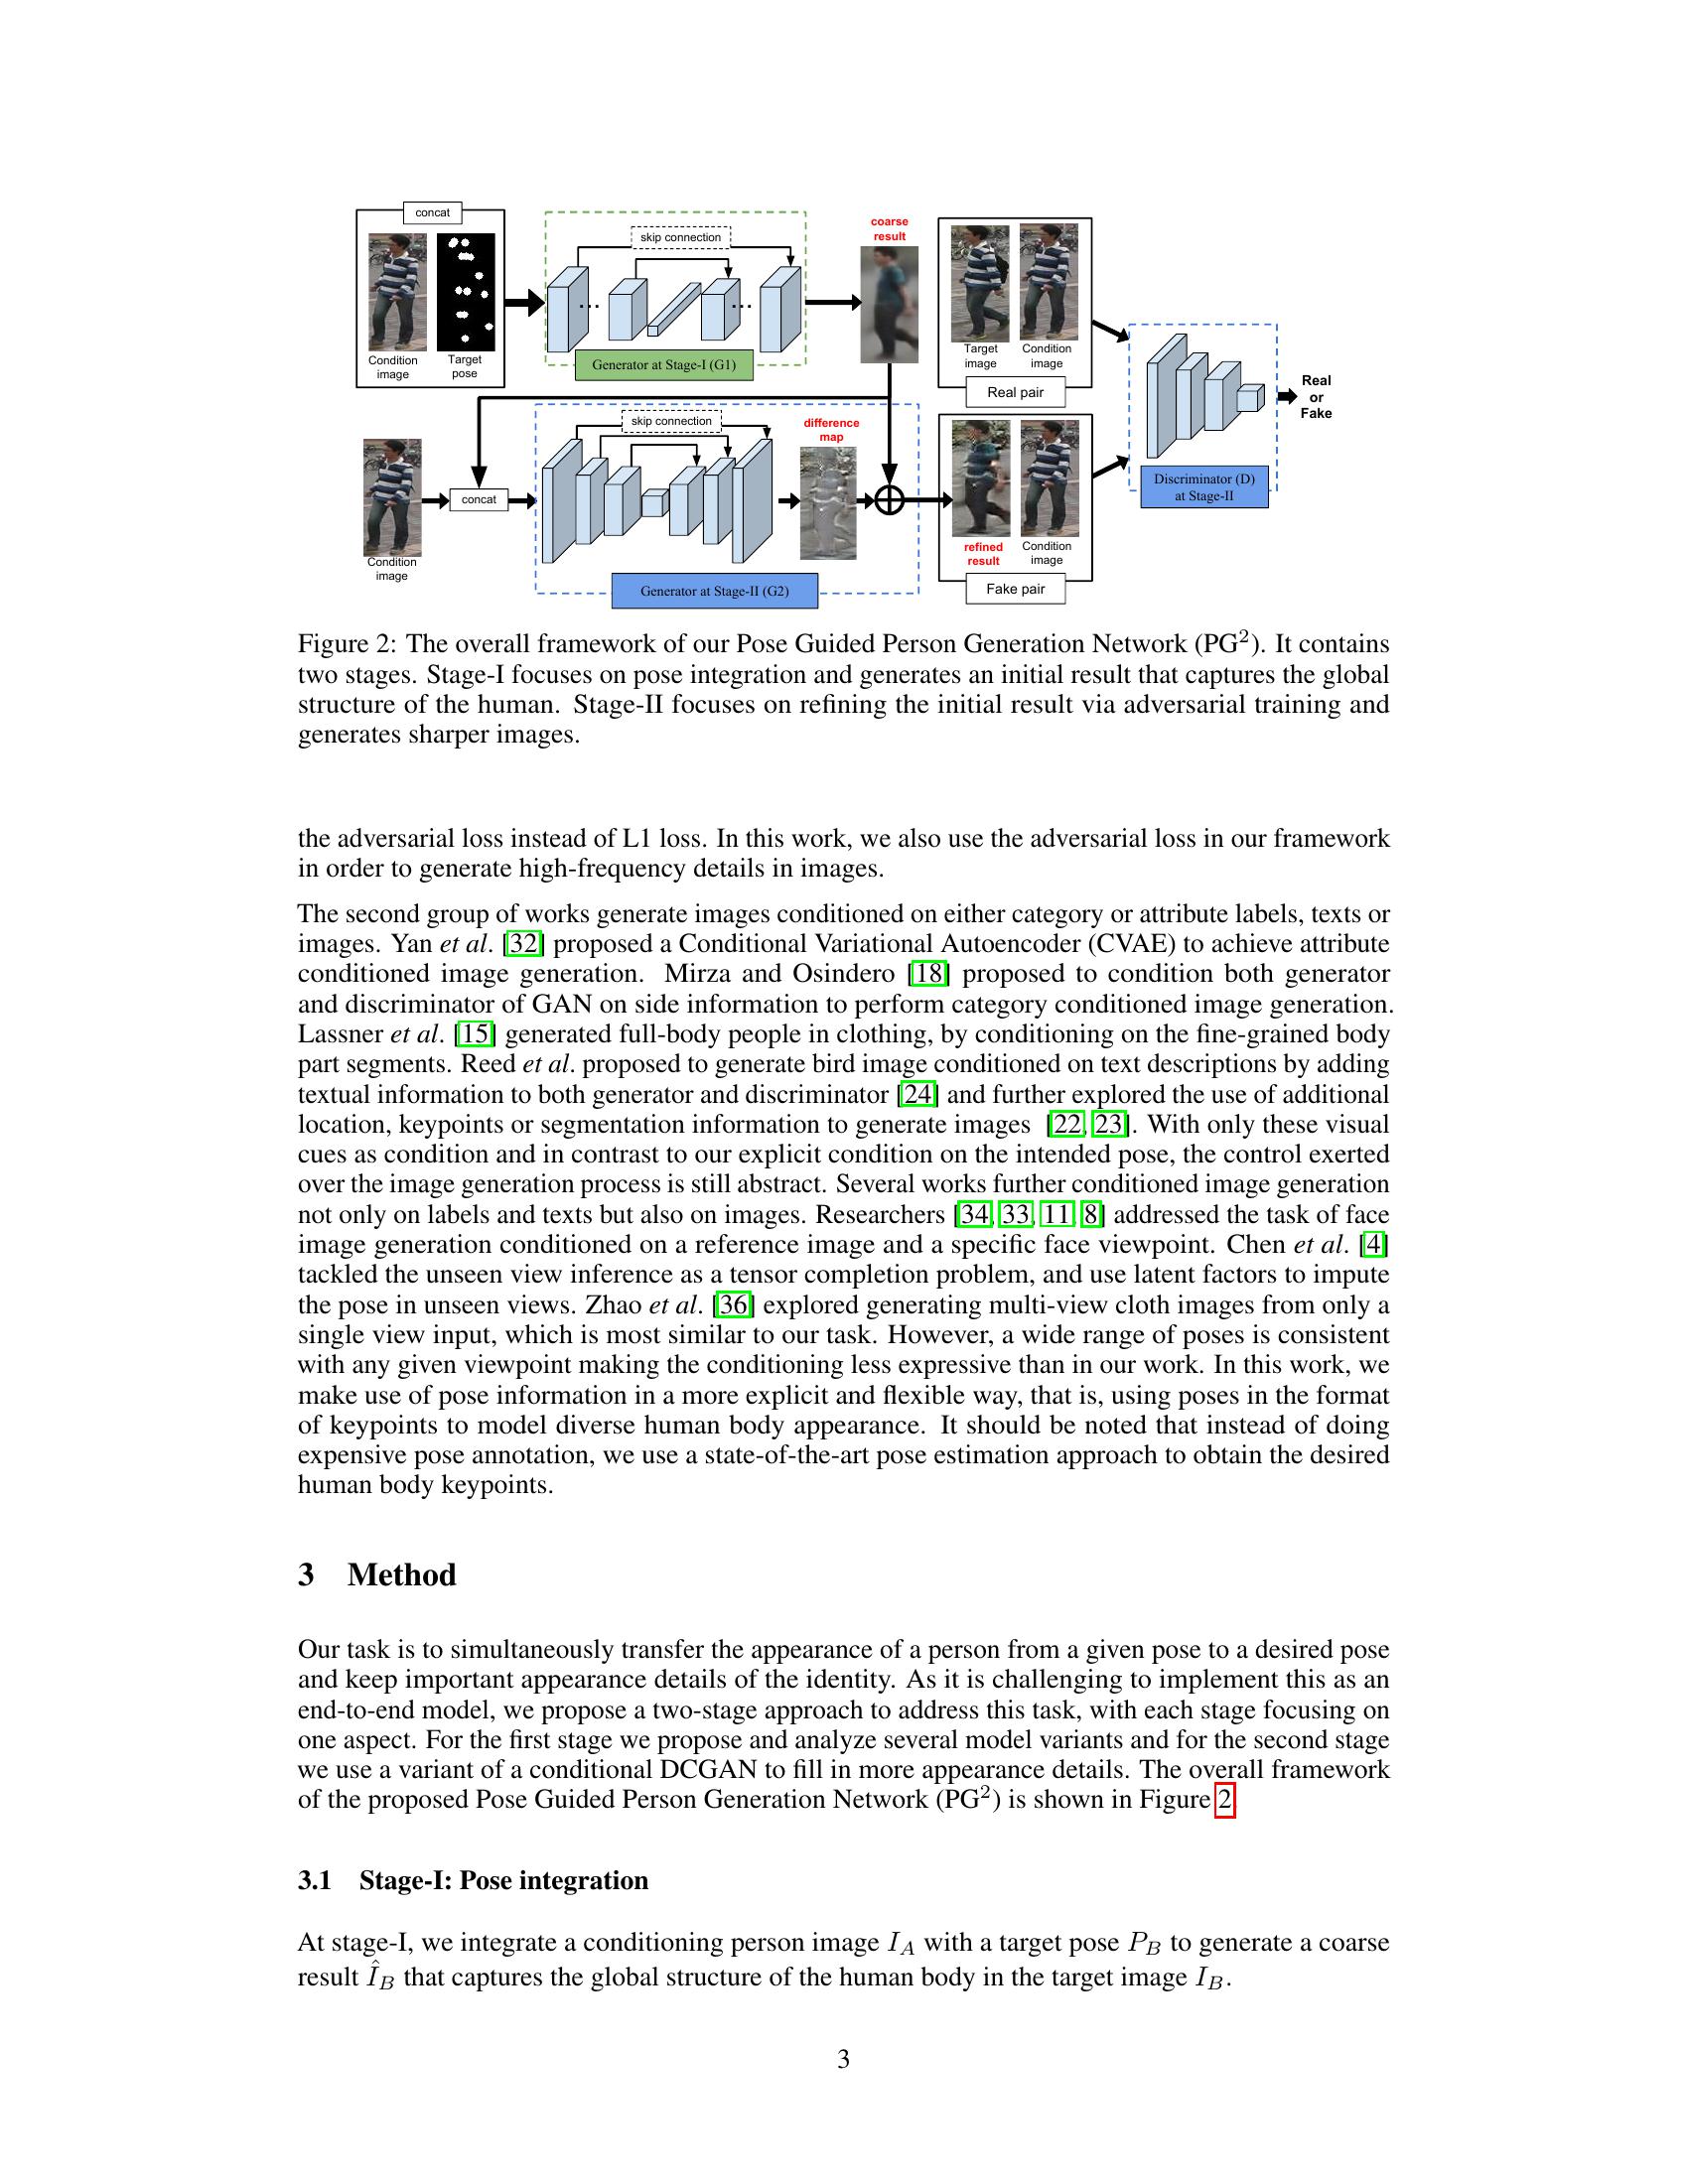 concat
Condition
image
Target
pose
skip connection
Generator at Stage-I (G1)
coarse
result
Target
image
Condition
image
Real pair
Condition
image
concat
skip connection
difference
map
Generator at Stage-II (G2)
refined
result
Condition
image
Fake pair
Discriminator (D)
at Stage-II
Real
or
Fake
Figure 2: The overall framework of our Pose Guided Person Generation Network (PG²). It contains
two stages. Stage-I focuses on pose integration and generates an initial result that captures the global
structure of the human. Stage-II focuses on refining the initial result via adversarial training and
generates sharper images.
the adversarial loss instead of L1 loss. In this work, we also use the adversarial loss in our framework
in order to generate high-frequency details in images.
The second group of works generate images conditioned on either category or attribute labels, texts or
images. Yan et al. [32] proposed a Conditional Variational Autoencoder (CVAE) to achieve attribute
conditioned image generation. Mirza and Osindero [18] proposed to condition both generator
and discriminator of GAN on side information to perform category conditioned image generation.
Lassner et al. [15] generated full-body people in clothing, by conditioning on the fine-grained body
part segments. Reed et al. proposed to generate bird image conditioned on text descriptions by adding
textual information to both generator and discriminator [24] and further explored the use of additional
location, keypoints or segmentation information to generate images [22, 23]. With only these visual
cues as condition and in contrast to our explicit condition on the intended pose, the control exerted
over the image generation process is still abstract. Several works further conditioned image generation
not only on labels and texts but also on images. Researchers [34, 33, 11, 8] addressed the task of face
image generation conditioned on a reference image and a specific face viewpoint. Chen et al. [4]
tackled the unseen view inference as a tensor completion problem, and use latent factors to impute
the pose in unseen views. Zhao et al. [36] explored generating multi-view cloth images from only a
single view input, which is most similar to our task. However, a wide range of poses is consistent
with any given viewpoint making the conditioning less expressive than in our work. In this work, we
make use of pose information in a more explicit and flexible way, that is, using poses in the format
of keypoints to model diverse human body appearance. It should be noted that instead of doing
expensive pose annotation, we use a state-of-the-art pose estimation approach to obtain the desired
human body keypoints.
3 Method
Our task is to simultaneously transfer the appearance of a person from a given pose to a desired pose
and keep important appearance details of the identity. As it is challenging to implement this as an
end-to-end model, we propose a two-stage approach to address this task, with each stage focusing on
one aspect. For the first stage we propose and analyze several model variants and for the second stage
we use a variant of a conditional DCGAN to fill in more appearance details. The overall framework
of the proposed Pose Guided Person Generation Network (PG²) is shown in Figure 2.
3.1 Stage-I: Pose integration
At stage-I, we integrate a conditioning person image I_A with a target pose P_B to generate a coarse
result Î_B that captures the global structure of the human body in the target image I_B.
3